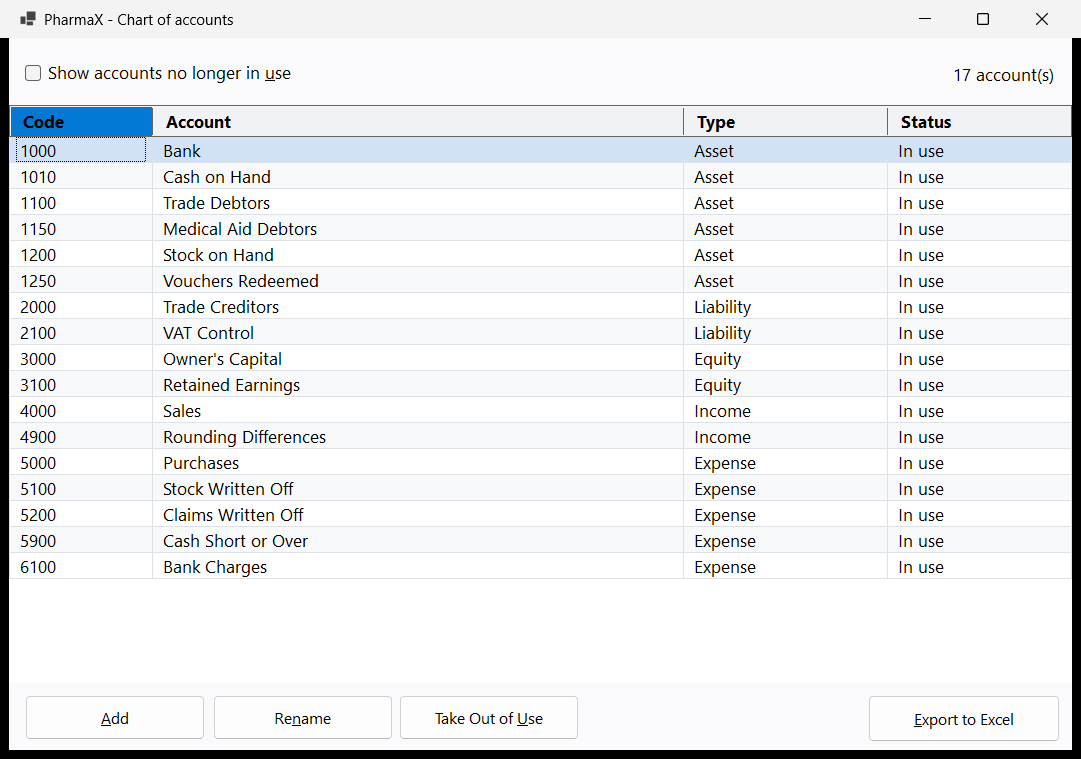 PharmaX - Chart of accounts
Show accounts no longer in use
17 account(s)
Code Account Type Status
1000 Bank Asset In use
1010 Cash on Hand Asset In use
1100 Trade Debtors Asset In use
1150 Medical Aid Debtors Asset In use
1200 Stock on Hand Asset In use
1250 Vouchers Redeemed Asset In use
2000 Trade Creditors Liability In use
2100 VAT Control Liability In use
3000 Owner's Capital Equity In use
3100 Retained Earnings Equity In use
4000 Sales Income In use
4900 Rounding Differences Income In use
5000 Purchases Expense In use
5100 Stock Written Off Expense In use
5200 Claims Written Off Expense In use
5900 Cash Short or Over Expense In use
6100 Bank Charges Expense In use
Add Rename Take Out of Use Export to Excel